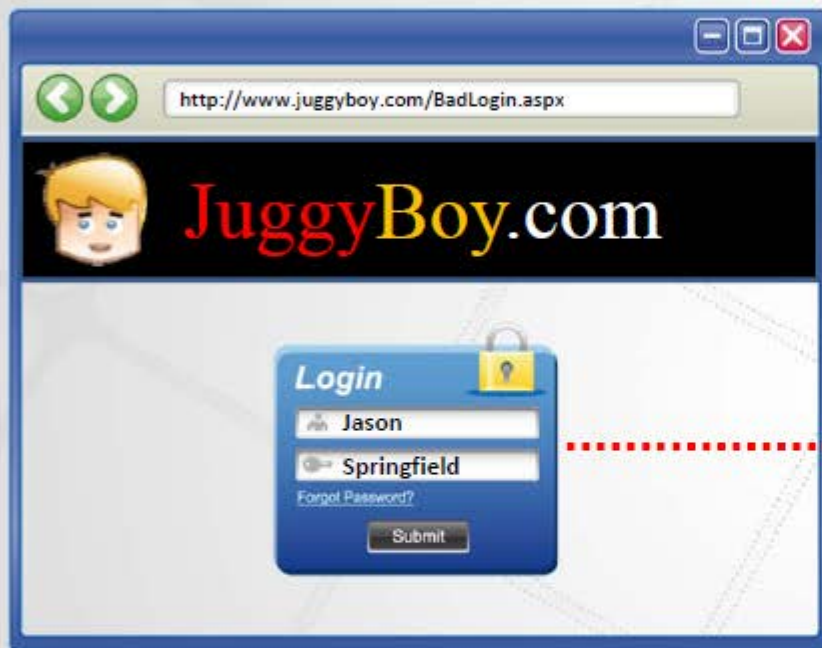 http://www.juggyboy.com/BadLogin.aspx
JuggyBoy.com
Login
Jason
Springfield
Forgot Password?
Submit